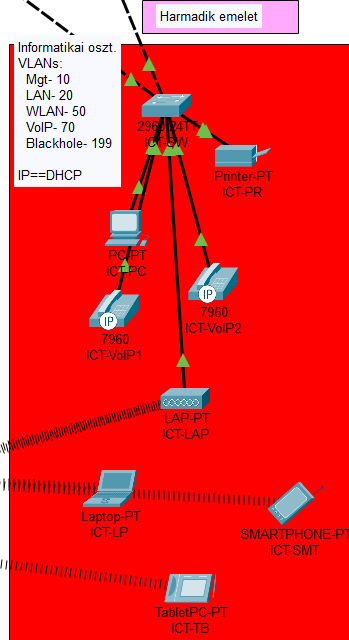 Harmadik emelet
Informatikai oszt.
VLANs:
Mgt- 10
LAN- 20
WLAN- 50
VoIP- 70
Blackhole- 199
IP==DHCP
2960-24TT
ICT-SW
Printer-PT
ICT-PR
PC-PT
ICT-PC
IP
7960
ICT-VoIP1
IP
7960
ICT-VoIP2
LAP-PT
ICT-LAP
Laptop-PT
ICT-LP
SMARTPHONE-PT
ICT-SMT
TabletPC-PT
ICT-TB